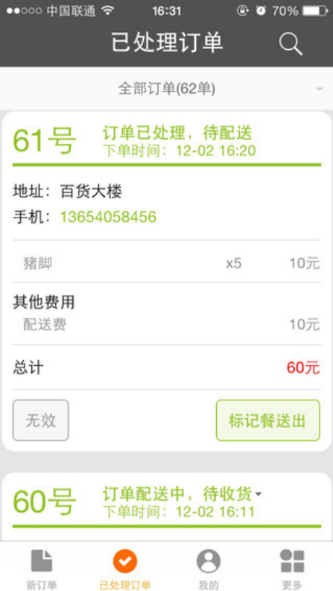 中国联通 16:31 70%
已处理订单
全部订单(62单)
61号 订单已处理，待配送
下单时间：12-02 16:20
地址：百货大楼
手机：13654058456
猪脚 x5 10元
其他费用
配送费 10元
总计 60元
无效 标记餐送出
60号 订单配送中，待收货
下单时间：12-02 16:11
新订单 已处理订单 我的 更多